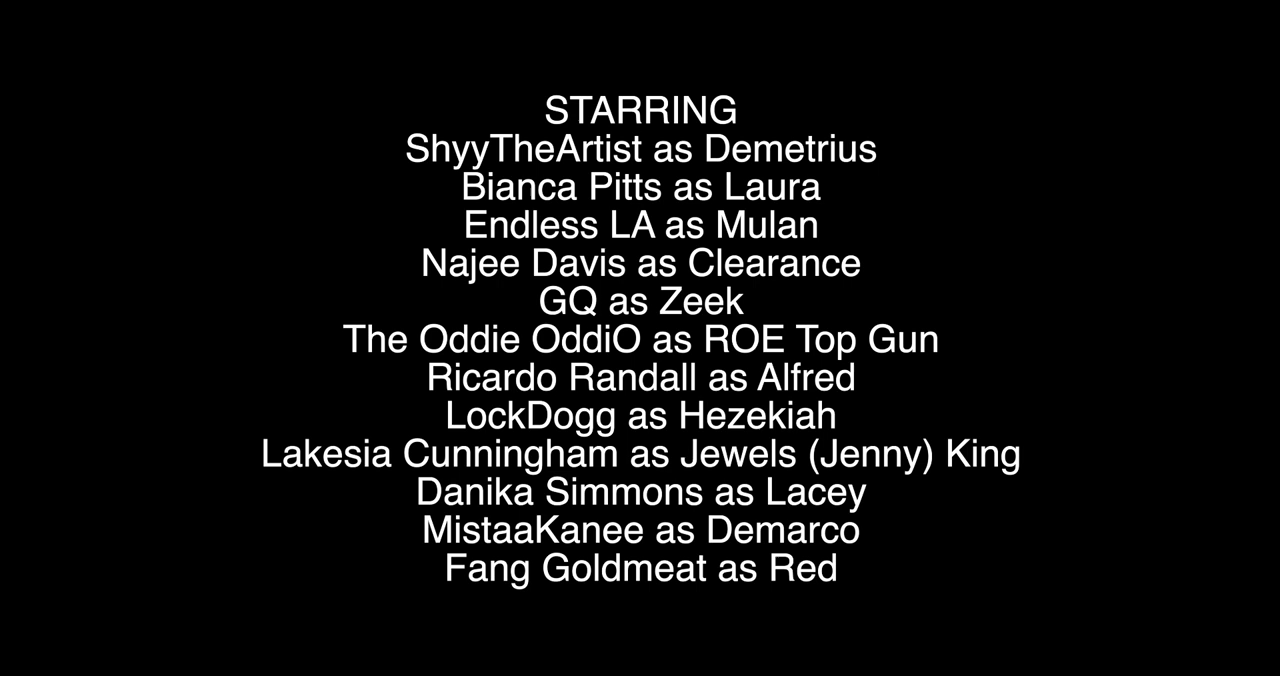 STARRING
ShyyTheArtist as Demetrius
Bianca Pitts as Laura
Endless LA as Mulan
Najee Davis as Clearance
GQ as Zeek
The Oddie OddiO as ROE Top Gun
Ricardo Randall as Alfred
LockDogg as Hezekiah
Lakesia Cunningham as Jewels (Jenny) King
Danika Simmons as Lacey
MistaaKanee as Demarco
Fang Goldmeat as Red